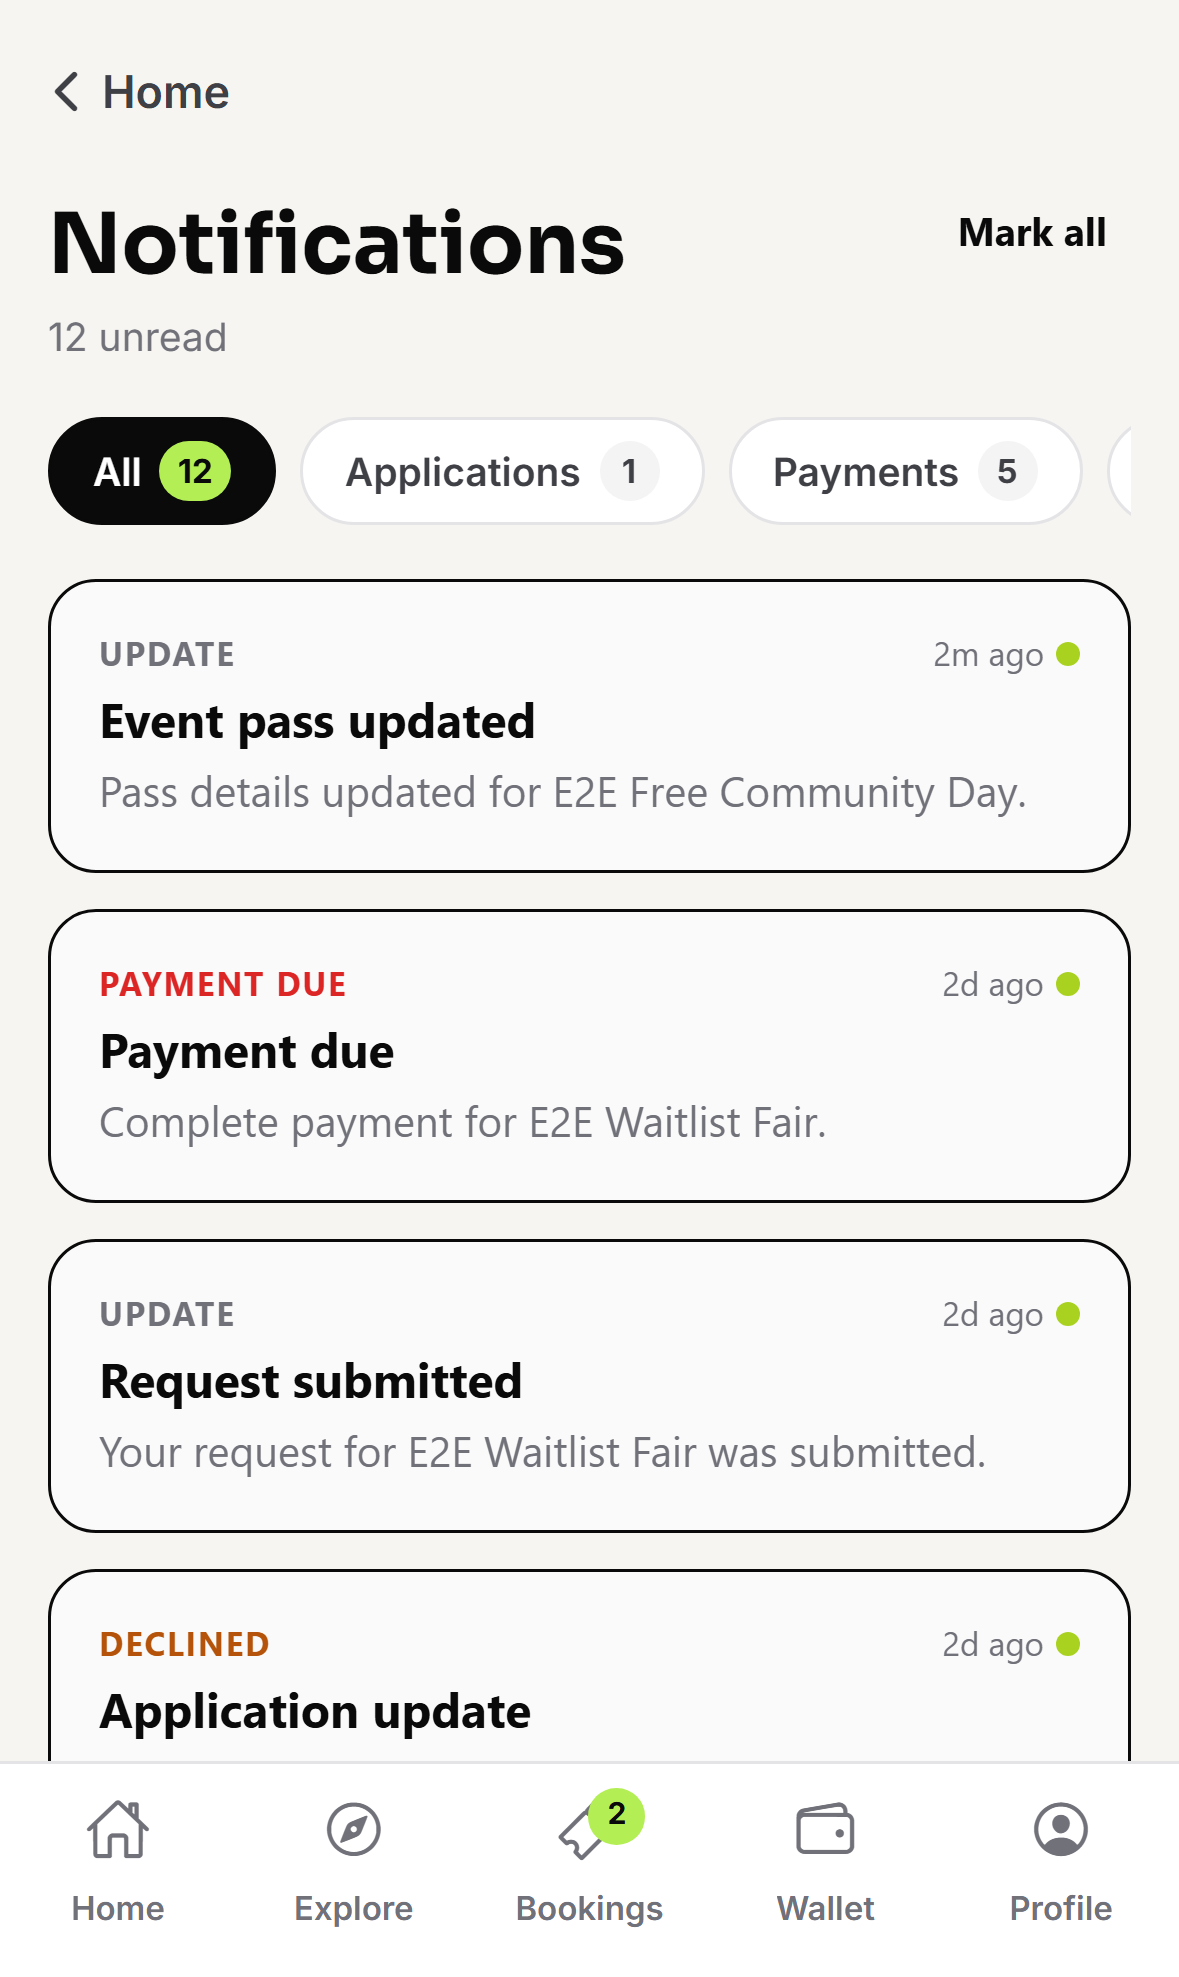 Home
Notifications
Mark all
12 unread
All 12
Applications 1
Payments 5
UPDATE
2m ago
Event pass updated
Pass details updated for E2E Free Community Day.
PAYMENT DUE
2d ago
Payment due
Complete payment for E2E Waitlist Fair.
UPDATE
2d ago
Request submitted
Your request for E2E Waitlist Fair was submitted.
DECLINED
2d ago
Application update
2
Home
Explore
Bookings
Wallet
Profile